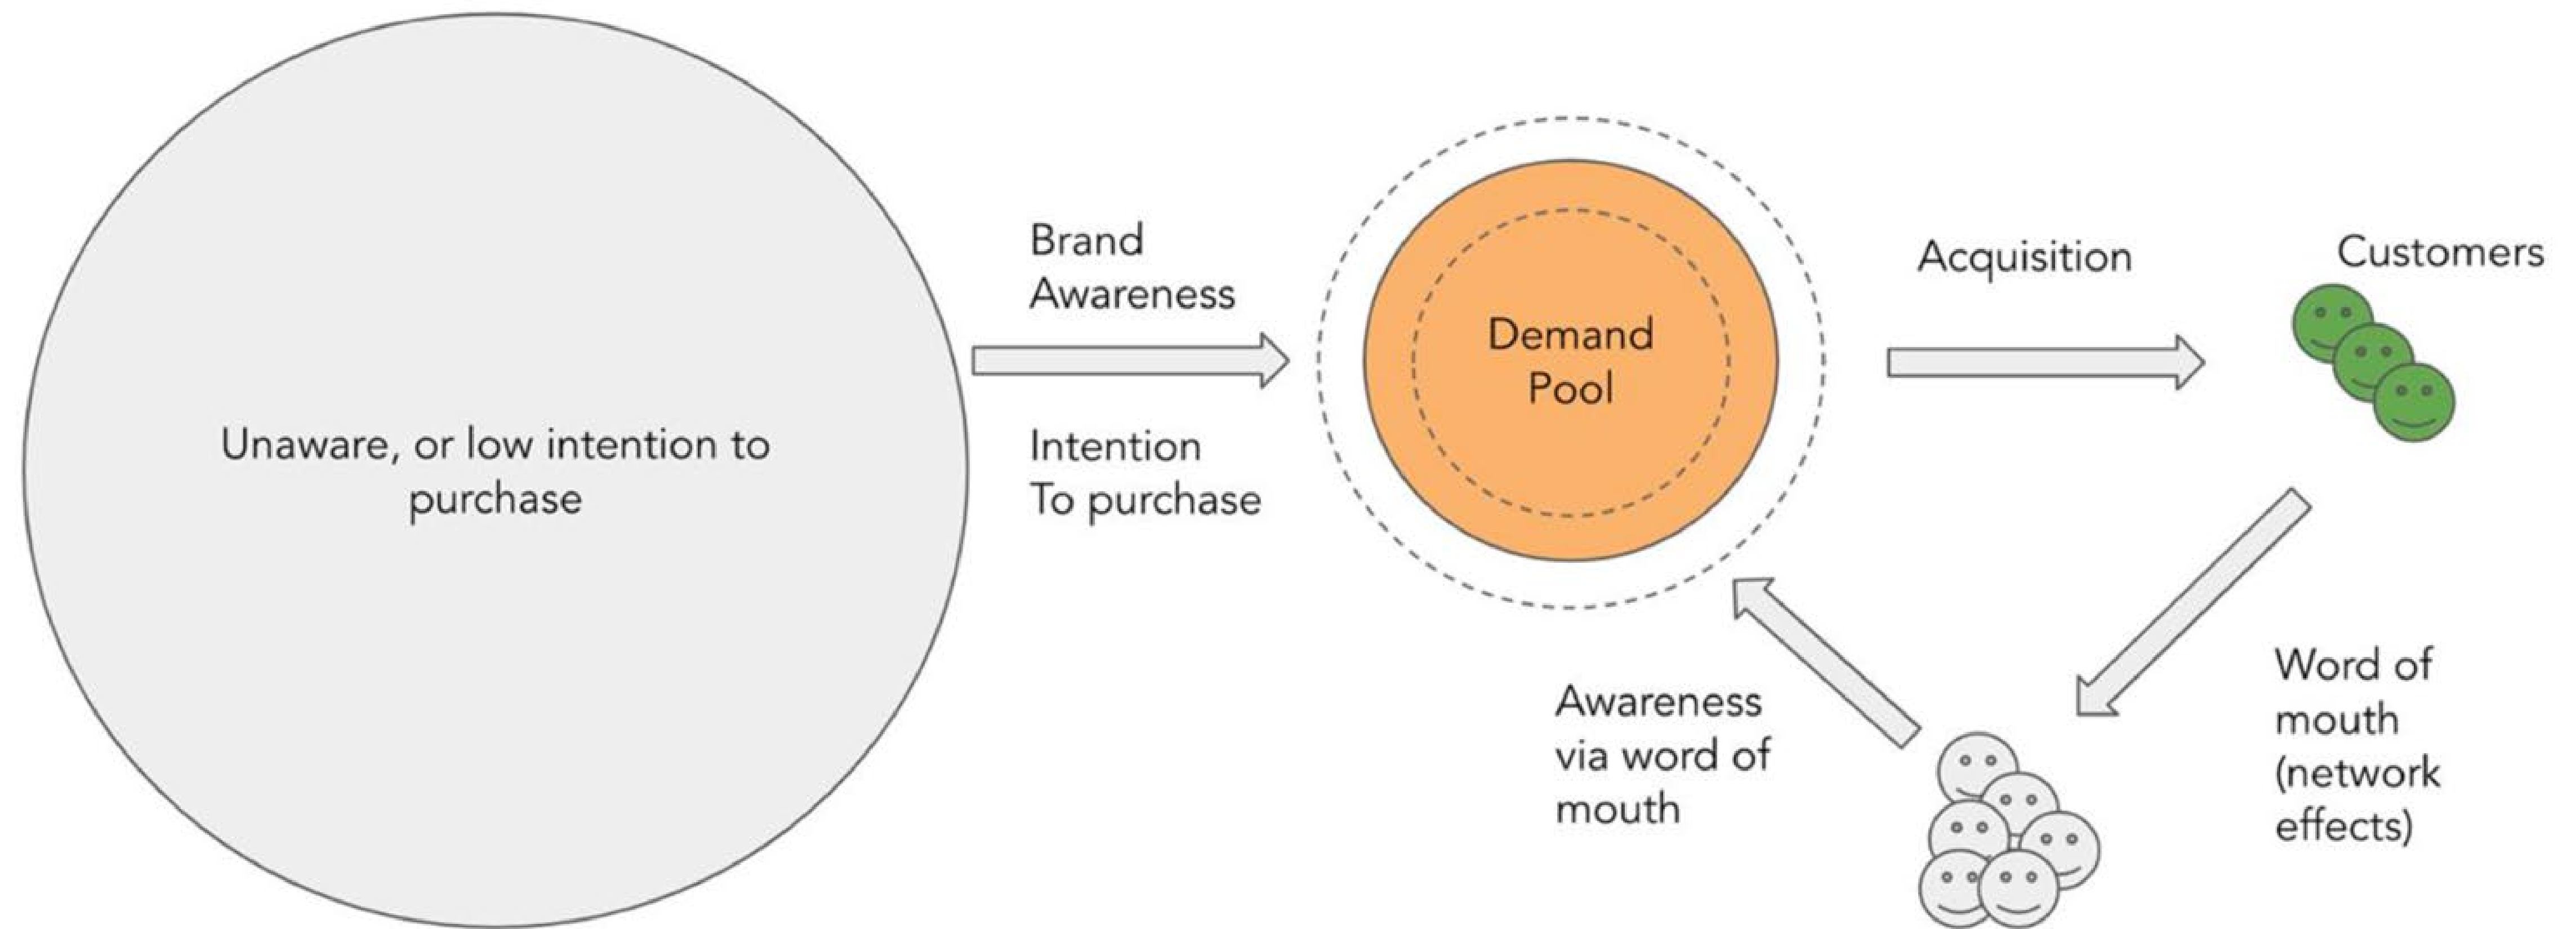 Unaware, or low intention to
purchase
Brand
Awareness
Intention
To purchase
Demand
Pool
Acquisition
Customers
Word of
mouth
(network
effects)
Awareness
via word of
mouth